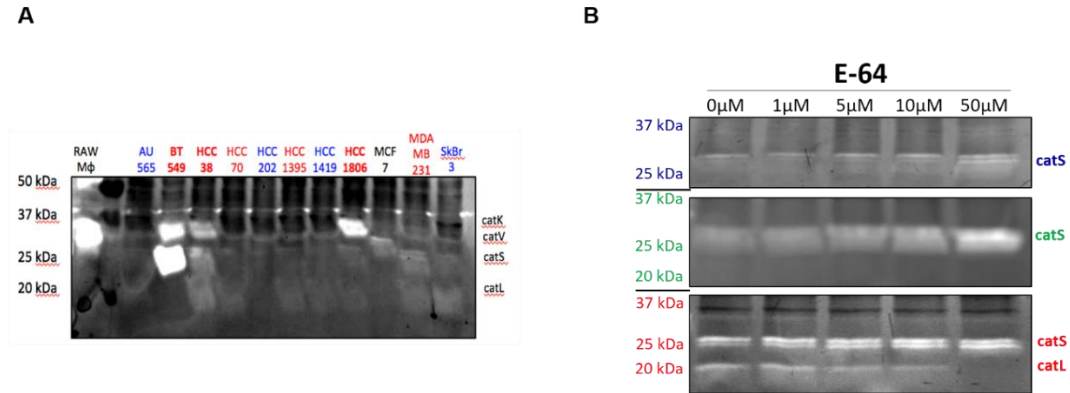 A
B
E-64
0µM 1µM 5µM 10µM 50µM
37 kDa
25 kDa
catS
37 kDa
25 kDa
20 kDa
catS
37 kDa
25 kDa
20 kDa
catS
catL
RAW AU BT HCC HCC HCC HCC HCC HCC MCF MDA SkBr
Mϕ 565 549 38 70 202 1395 1419 1806 7 MB 3
231
50 kDa
37 kDa
25 kDa
20 kDa
catK
catV
catS
catL